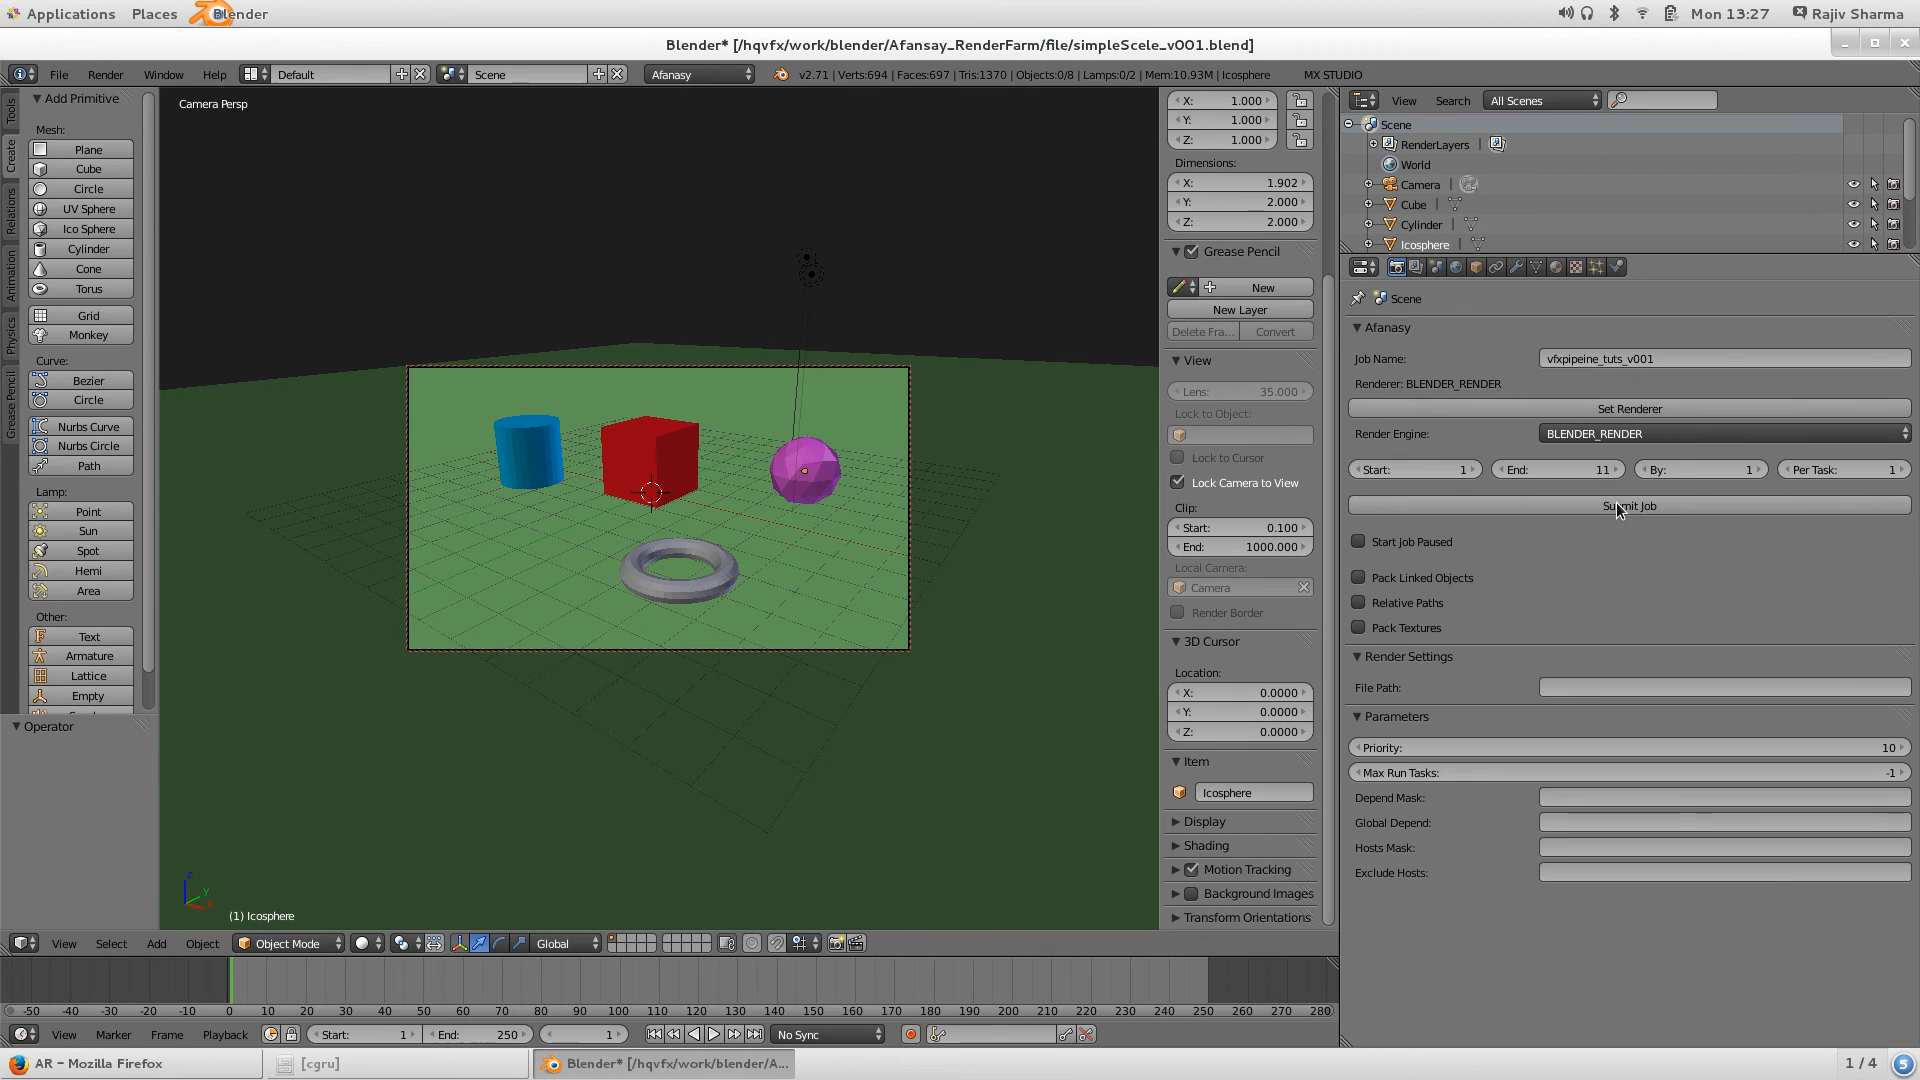 Applications Places Blender Mon 13:27 Rajiv Sharma
Blender* [/hqvfx/work/blender/Afansay_RenderFarm/file/simpleScele_v001.blend]
File Render Window Help Default Scene Afanasy v2.71 | Verts:694 | Faces:697 | Tris:1370 | Objects:0/8 | Lamps:0/2 | Mem:10.93M | Icosphere MX STUDIO
Tools
Create
Relations
Animation
Physics
Grease Pencil
Add Primitive
Mesh:
Plane
Cube
Circle
UV Sphere
Ico Sphere
Cylinder
Cone
Torus
Grid
Monkey
Curve:
Bezier
Circle
Nurbs Curve
Nurbs Circle
Path
Lamp:
Point
Sun
Spot
Hemi
Area
Other:
Text
Armature
Lattice
Empty
Operator
Camera Persp
z
y
(1) Icosphere
X: 1.000
Y: 1.000
Z: 1.000
Dimensions:
X: 1.902
Y: 2.000
Z: 2.000
Grease Pencil
New
New Layer
Delete Fra... Convert
View
Lens: 35.000
Lock to Object:
Lock to Cursor
Lock Camera to View
Clip:
Start: 0.100
End: 1000.000
Local Camera:
Camera
Render Border
3D Cursor
Location:
X: 0.0000
Y: 0.0000
Z: 0.0000
Item
Icosphere
Display
Shading
Motion Tracking
Background Images
Transform Orientations
View Search All Scenes
Scene
RenderLayers
World
Camera
Cube
Cylinder
Icosphere
Scene
Afanasy
Job Name: vfxpipeine_tuts_v001
Renderer: BLENDER_RENDER
Set Renderer
Render Engine: BLENDER_RENDER
Start: 1 End: 11 By: 1 Per Task: 1
Submit Job
Start Job Paused
Pack Linked Objects
Relative Paths
Pack Textures
Render Settings
File Path:
Parameters
Priority: 10
Max Run Tasks: -1
Depend Mask:
Global Depend:
Hosts Mask:
Exclude Hosts:
View Select Add Object Object Mode Global
-50 -40 -30 -20 -10 0 10 20 30 40 50 60 70 80 90 100 110 120 130 140 150 160 170 180 190 200 210 220 230 240 250 260 270 280
View Marker Frame Playback Start: 1 End: 250 1 No Sync
AR - Mozilla Firefox [cgru] Blender* [/hqvfx/work/blender/A... 1 / 4 5